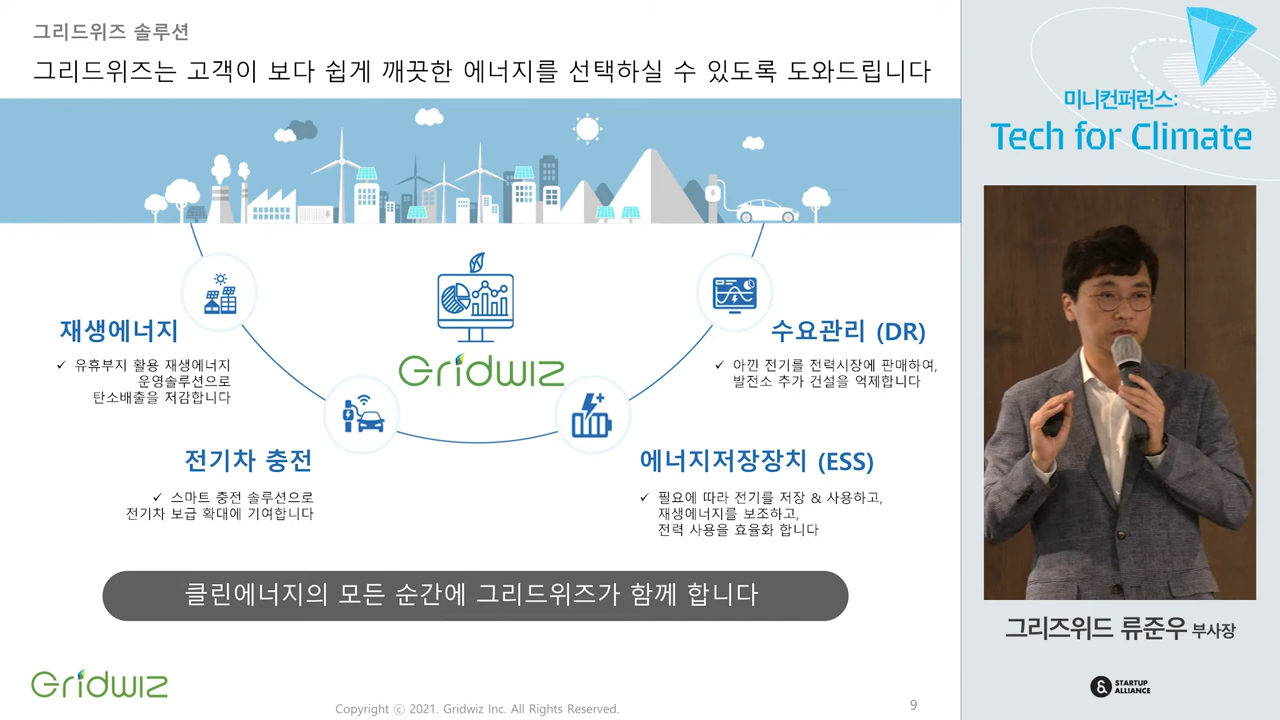 그리드위즈 솔루션
그리드위즈는 고객이 보다 쉽게 깨끗한 에너지를 선택하실 수 있도록 도와드립니다
재생에너지
✓ 유휴부지 활용 재생에너지
운영솔루션으로
탄소배출을 저감합니다
전기차 충전
✓ 스마트 충전 솔루션으로
전기차 보급 확대에 기여합니다
Gridwiz
에너지저장장치 (ESS)
✓ 필요에 따라 전기를 저장 & 사용하고,
재생에너지를 보조하고,
전력 사용을 효율화 합니다
수요관리 (DR)
✓ 아낀 전기를 전력시장에 판매하여,
발전소 추가 건설을 억제합니다
클린에너지의 모든 순간에 그리드위즈가 함께 합니다
Gridwiz
Copyright ⓒ 2021. Gridwiz Inc. All Rights Reserved.
9
미니컨퍼런스:
Tech for Climate
그리즈위드 류준우 부사장
&
STARTUP
ALLIANCE